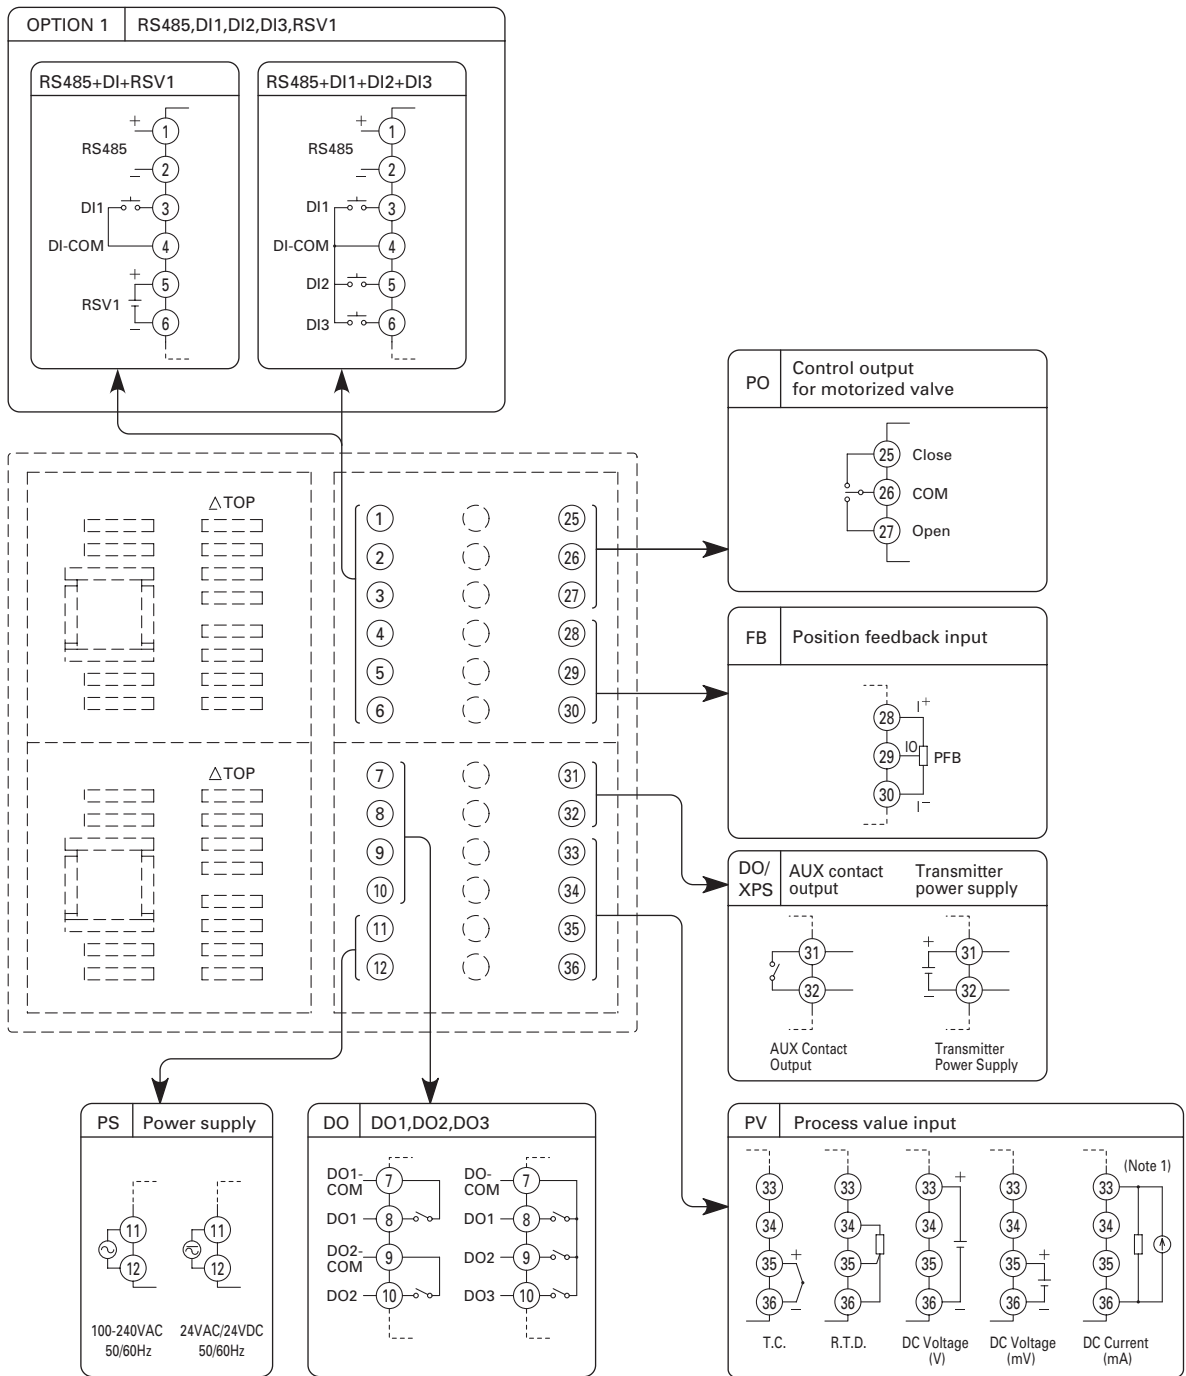 OPTION 1 RS485,DI1,DI2,DI3,RSV1
RS485+DI+RSV1
+
1
RS485
2
−
DI1 3
DI-COM 4
+
5
RSV1
6
−
RS485+DI1+DI2+DI3
+
1
RS485
2
−
DI1 3
DI-COM 4
DI2 5
DI3 6
PO Control output
for motorized valve
25 Close
26 COM
27 Open
△TOP
1 25
2 26
3 27
4 28
5 29
6 30
△TOP
7 31
8 32
9 33
10 34
11 35
12 36
FB Position feedback input
28 I+
29 IO PFB
30 I−
DO/
XPS
AUX contact
output
Transmitter
power supply
31
32
AUX Contact
Output
+
31
32
−
Transmitter
Power Supply
PS Power supply
11
12
100-240VAC
50/60Hz
11
12
24VAC/24VDC
50/60Hz
DO DO1,DO2,DO3
DO1-
COM 7
DO1 8
DO2-
COM 9
DO2 10
DO-
COM 7
DO1 8
DO2 9
DO3 10
PV Process value input
33
34
35 +
36 −
T.C.
33
34
35
36
R.T.D.
33 +
34
35
36 −
DC Voltage
(V)
33
34
35 +
36 −
DC Voltage
(mV)
(Note 1)
33
34
35
36
DC Current
(mA)